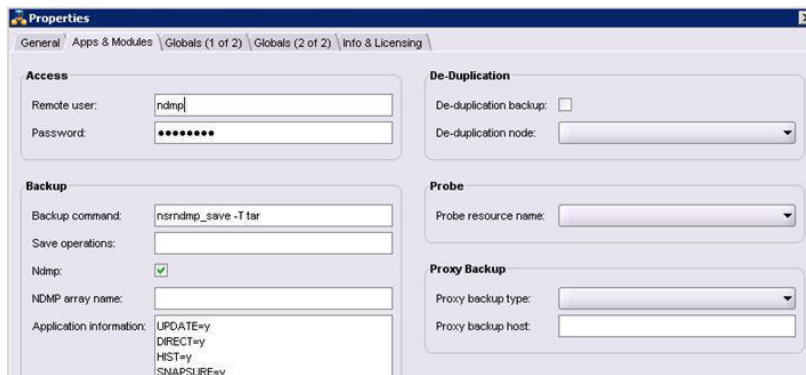 Properties
General Apps & Modules Globals (1 of 2) Globals (2 of 2) Info & Licensing
Access
Remote user: ndmp
Password: ••••••••
Backup
Backup command: nsrndmp_save -T tar
Save operations:
Ndmp:
NDMP array name:
Application information: UPDATE=y
DIRECT=y
HIST=y
SNAPSURE=y
De-Duplication
De-duplication backup:
De-duplication node:
Probe
Probe resource name:
Proxy Backup
Proxy backup type:
Proxy backup host: